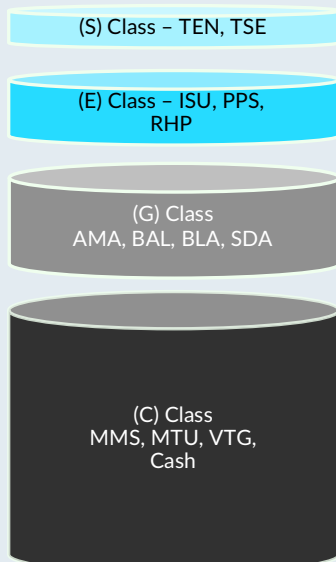 (S) Class – TEN, TSE
(E) Class – ISU, PPS,
RHP
(G) Class
AMA, BAL, BLA, SDA
(C) Class
MMS, MTU, VTG,
Cash